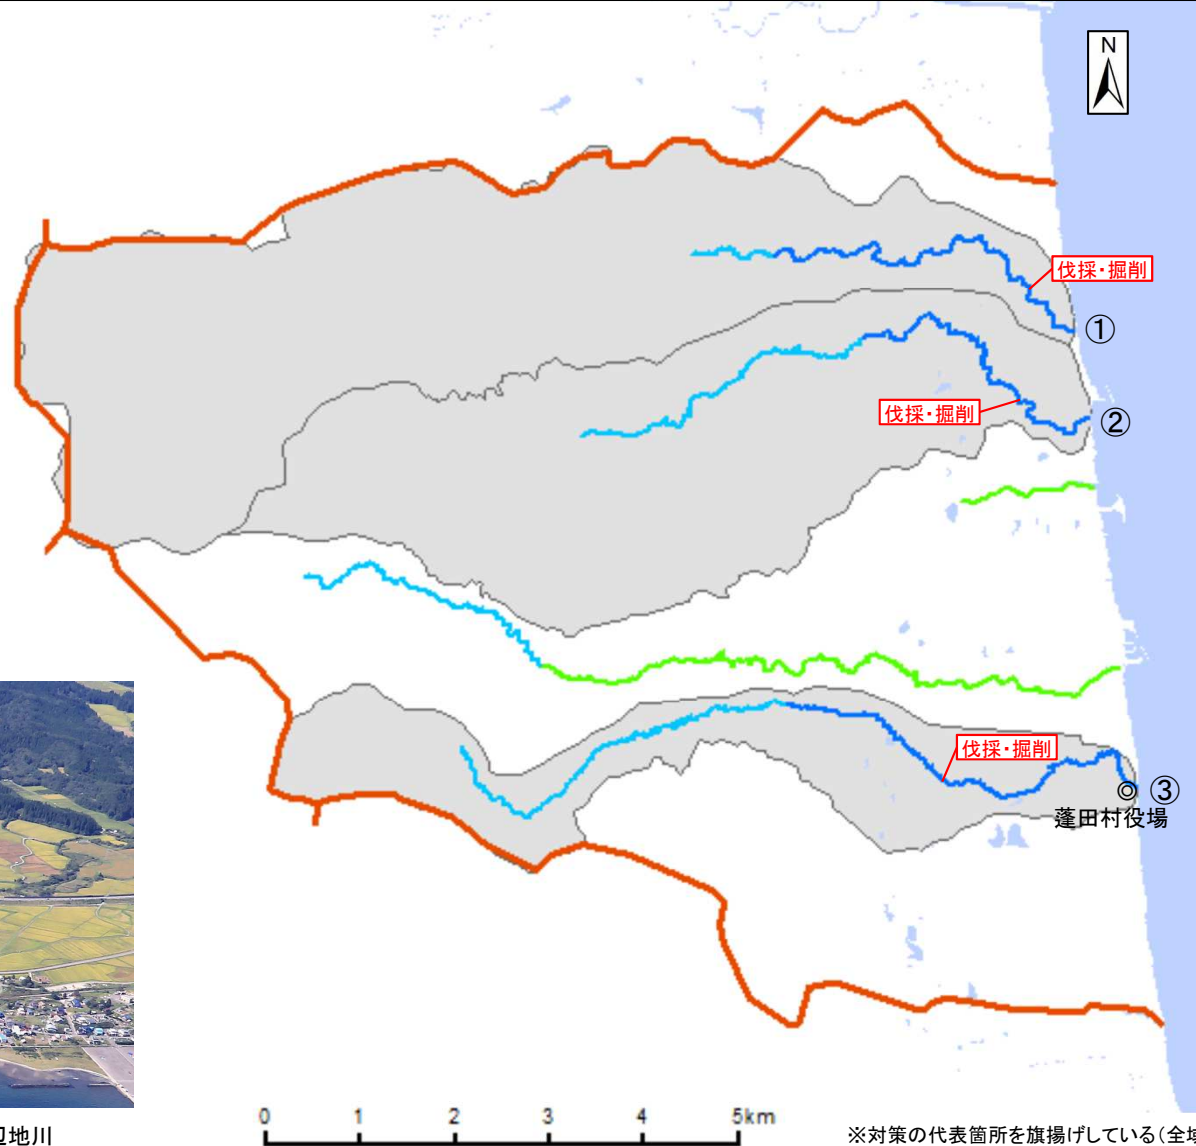 N
伐採・掘削
①
伐採・掘削
②
伐採・掘削
③
蓬田村役場
0 1 2 3 4 5km
地川
※対策の代表箇所を旗揚げしている(全